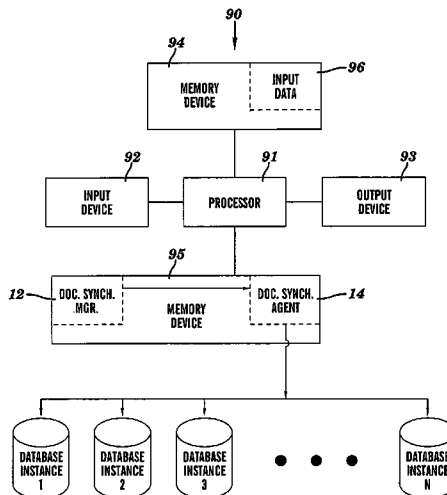 90
94
96
MEMORY
DEVICE
INPUT
DATA
92
91
93
INPUT
DEVICE
PROCESSOR
OUTPUT
DEVICE
95
12
14
DOC. SYNCH.
MGR.
MEMORY
DEVICE
DOC. SYNCH.
AGENT
DATABASE
INSTANCE
1
DATABASE
INSTANCE
2
DATABASE
INSTANCE
3
DATABASE
INSTANCE
N